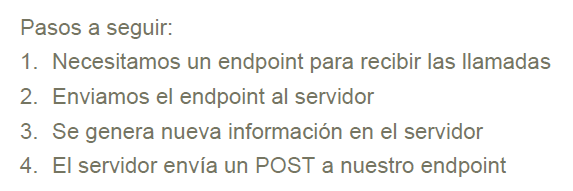 Pasos a seguir:
1. Necesitamos un endpoint para recibir las llamadas
2. Enviamos el endpoint al servidor
3. Se genera nueva información en el servidor
4. El servidor envía un POST a nuestro endpoint